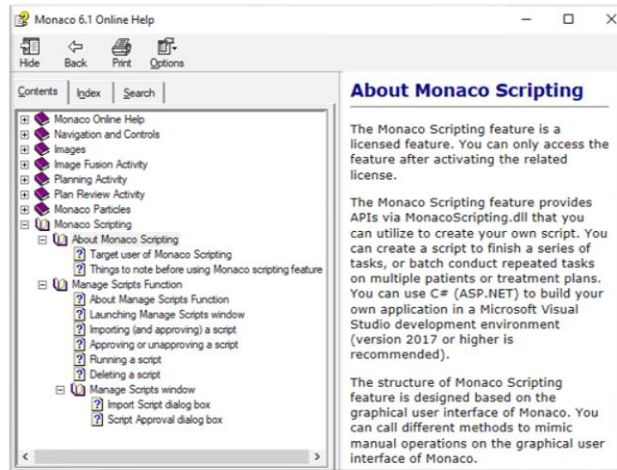 Monaco 6.1 Online Help
Hide Back Print Options
Contents Index Search
Monaco Online Help
Navigation and Controls
Images
Image Fusion Activity
Planning Activity
Plan Review Activity
Monaco Particles
Monaco Scripting
About Monaco Scripting
Target user of Monaco Scripting
Things to note before using Monaco scripting feature
Manage Scripts Function
About Manage Scripts Function
Launching Manage Scripts window
Importing (and approving) a script
Approving or unapproving a script
Running a script
Deleting a script
Manage Scripts window
Import Script dialog box
Script Approval dialog box
About Monaco Scripting
The Monaco Scripting feature is a
licensed feature. You can only access the
feature after activating the related
license.
The Monaco Scripting feature provides
APIs via MonacoScripting.dll that you
can utilize to create your own script. You
can create a script to finish a series of
tasks, or batch conduct repeated tasks
on multiple patients or treatment plans.
You can use C# (ASP.NET) to build your
own application in a Microsoft Visual
Studio development environment
(version 2017 or higher is
recommended).
The structure of Monaco Scripting
feature is designed based on the
graphical user interface of Monaco. You
can call different methods to mimic
manual operations on the graphical user
interface of Monaco.